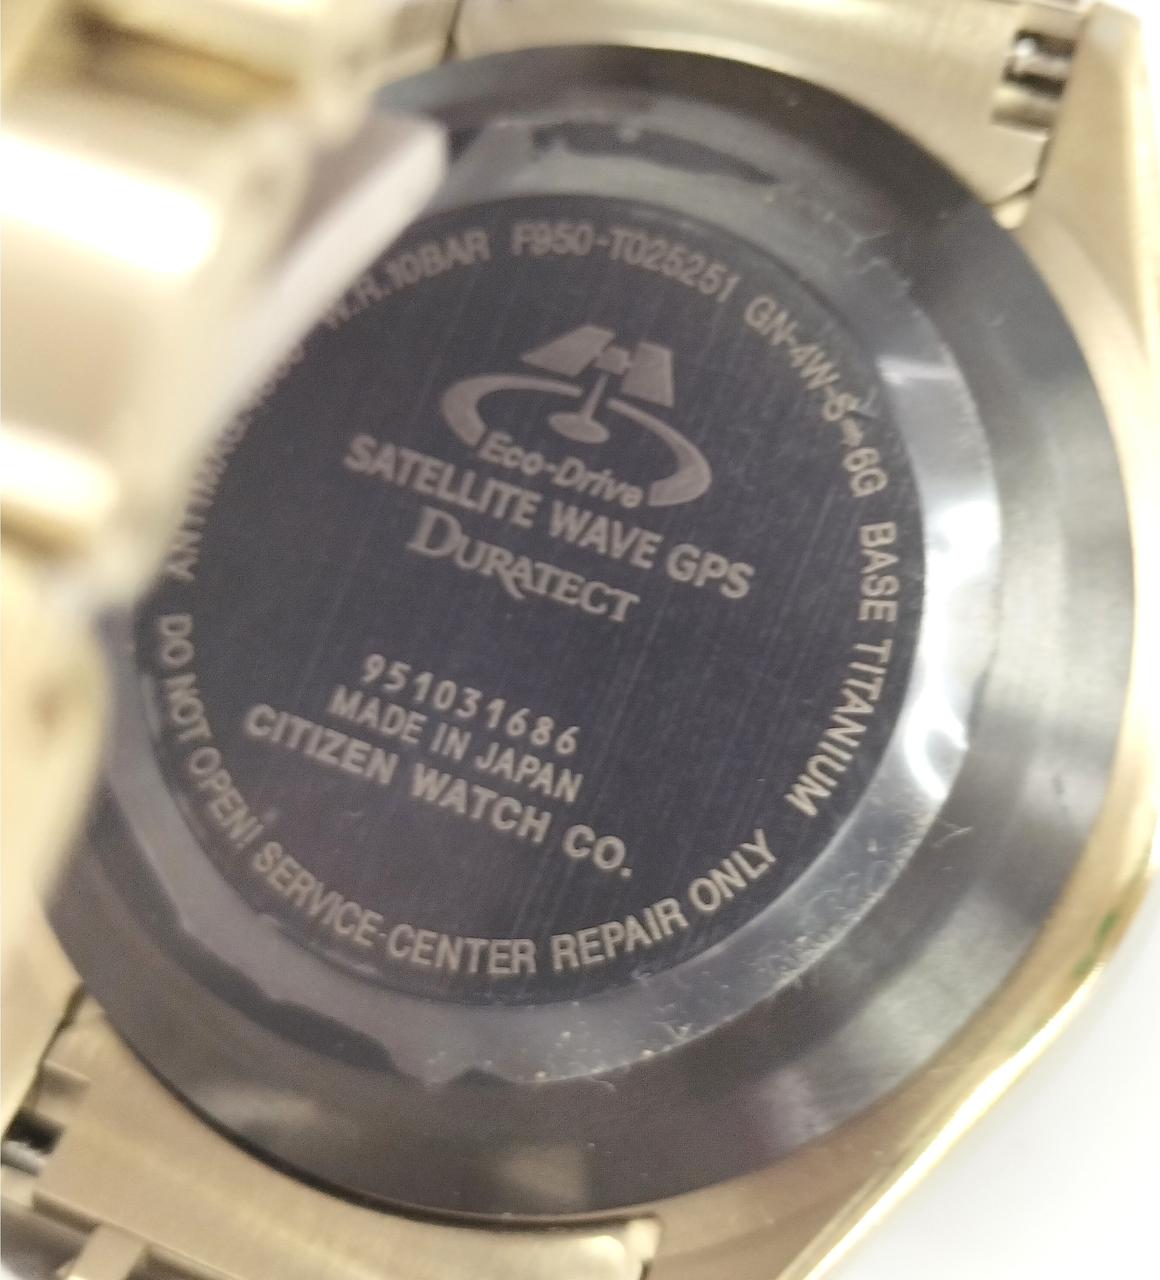 W.R.10BAR F950-T025251 GN-4W-S-6G BASE TITANIUM
Eco-Drive
SATELLITE WAVE GPS
DURATECT
951031686
MADE IN JAPAN
CITIZEN WATCH CO.
DO NOT OPEN! SERVICE-CENTER REPAIR ONLY